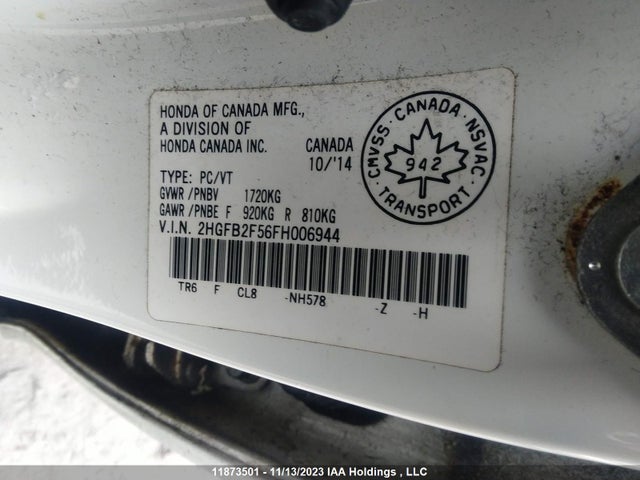 HONDA OF CANADA MFG.,
A DIVISION OF
HONDA CANADA INC. CANADA
10/'14
TYPE: PC/VT
GVWR/PNBV 1720KG
GAWR/PNBE F 920KG R 810KG
V.I.N. 2HGFB2F56FH006944
TR6 F CL8 -NH578 -Z -H
CMVSS · CANADA · NSVAC
942
TRANSPORT
11873501 - 11/13/2023 IAA Holdings , LLC